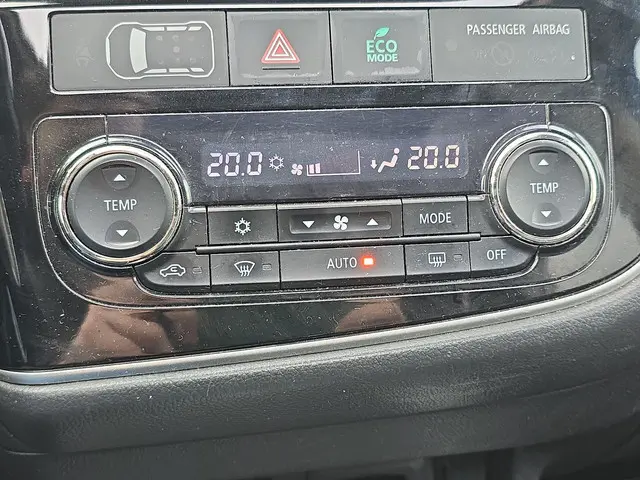 ECO
MODE
PASSENGER AIRBAG
20.0
20.0
TEMP
TEMP
MODE
AUTO
OFF